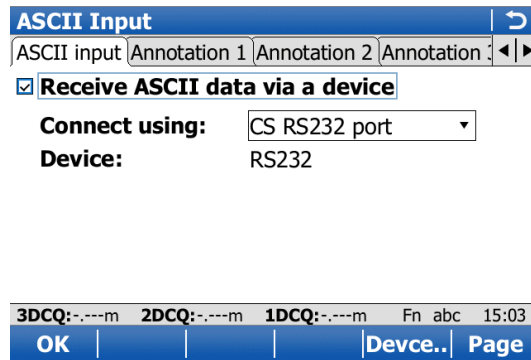 ASCII Input
ASCII input Annotation 1 Annotation 2 Annotation
Receive ASCII data via a device
Connect using: CS RS232 port
Device: RS232
3DCQ:-.---m 2DCQ:-.---m 1DCQ:-.---m Fn abc 15:03
OK Devce.. Page